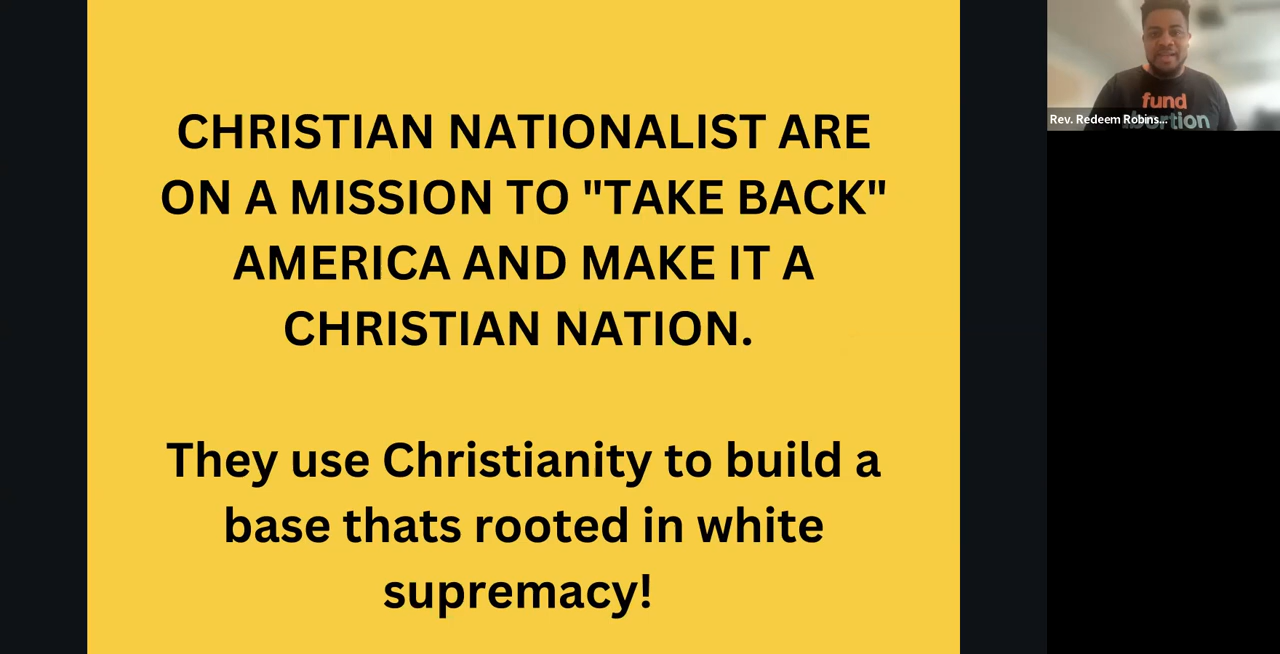 CHRISTIAN NATIONALIST ARE
ON A MISSION TO "TAKE BACK"
AMERICA AND MAKE IT A
CHRISTIAN NATION.
They use Christianity to build a
base thats rooted in white
supremacy!
fund
abortion
Rev. Redeem Robins...